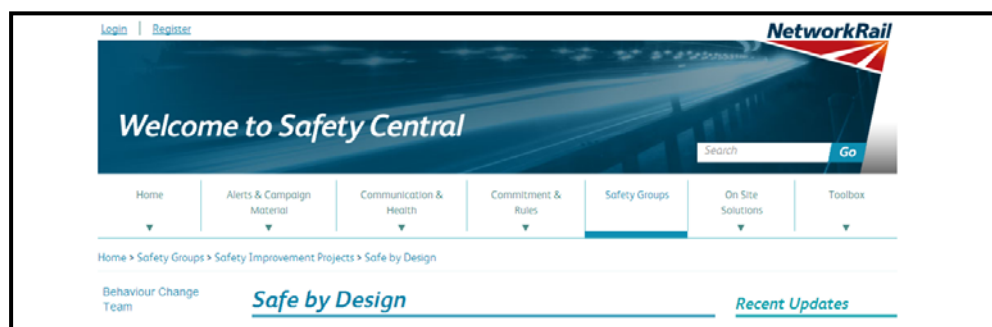 Login | Register
NetworkRail
Welcome to Safety Central
Search Go
Home Alerts & Campaign Communication & Commitment & Safety Groups On Site Toolbox
Material Health Rules Solutions
Home > Safety Groups > Safety Improvement Projects > Safe by Design
Behaviour Change
Team
Safe by Design
Recent Updates